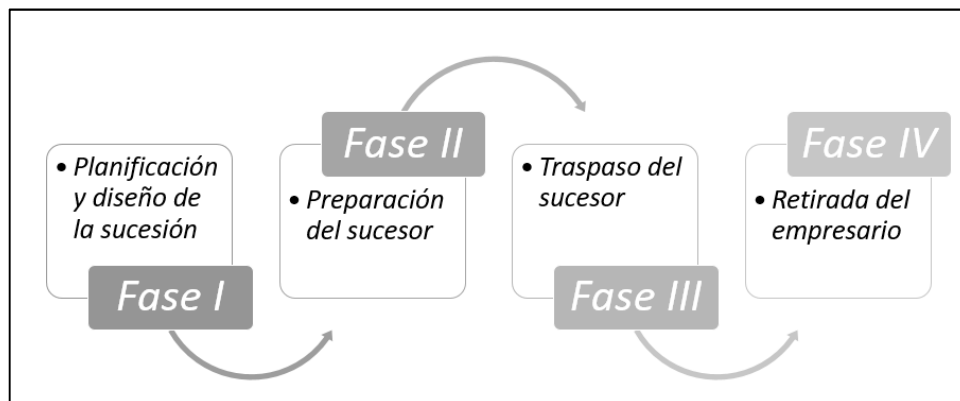 • Planificación
y diseño de
la sucesión
Fase I
Fase II
• Preparación
del sucesor
• Traspaso del
sucesor
Fase III
Fase IV
• Retirada del
empresario